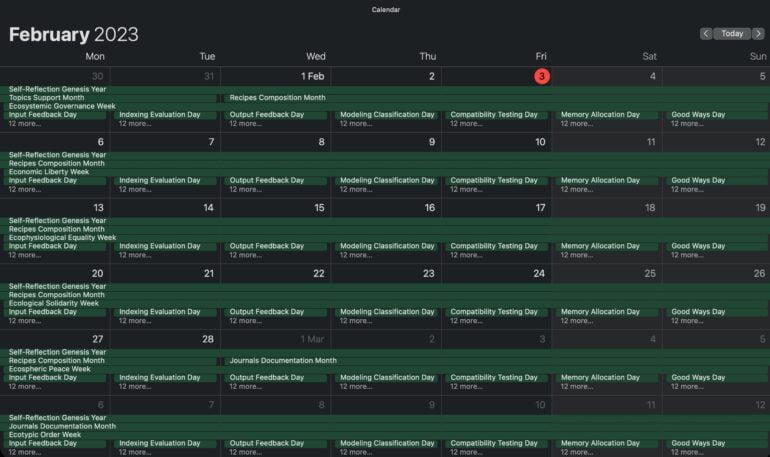 Calendar
February 2023
Today
Mon Tue Wed Thu Fri Sat Sun
30 31 1 Feb 2 3 4 5
Self-Reflection Genesis Year
Topics Support Month Recipes Composition Month
Ecosystemic Governance Week
Input Feedback Day Indexing Evaluation Day Output Feedback Day Modeling Classification Day Compatibility Testing Day Memory Allocation Day Good Ways Day
12 more... 12 more... 12 more... 12 more... 12 more... 12 more... 12 more...
6 7 8 9 10 11 12
Self-Reflection Genesis Year
Recipes Composition Month
Economic Liberty Week
Input Feedback Day Indexing Evaluation Day Output Feedback Day Modeling Classification Day Compatibility Testing Day Memory Allocation Day Good Ways Day
12 more... 12 more... 12 more... 12 more... 12 more... 12 more... 12 more...
13 14 15 16 17 18 19
Self-Reflection Genesis Year
Recipes Composition Month
Ecophysiological Equality Week
Input Feedback Day Indexing Evaluation Day Output Feedback Day Modeling Classification Day Compatibility Testing Day Memory Allocation Day Good Ways Day
12 more... 12 more... 12 more... 12 more... 12 more... 12 more... 12 more...
20 21 22 23 24 25 26
Self-Reflection Genesis Year
Recipes Composition Month
Ecological Solidarity Week
Input Feedback Day Indexing Evaluation Day Output Feedback Day Modeling Classification Day Compatibility Testing Day Memory Allocation Day Good Ways Day
12 more... 12 more... 12 more... 12 more... 12 more... 12 more... 12 more...
27 28 1 Mar 2 3 4 5
Self-Reflection Genesis Year
Recipes Composition Month Journals Documentation Month
Ecospheric Peace Week
Input Feedback Day Indexing Evaluation Day Output Feedback Day Modeling Classification Day Compatibility Testing Day Memory Allocation Day Good Ways Day
12 more... 12 more... 12 more... 12 more... 12 more... 12 more... 12 more...
6 7 8 9 10 11 12
Self-Reflection Genesis Year
Journals Documentation Month
Ecotypic Order Week
Input Feedback Day Indexing Evaluation Day Output Feedback Day Modeling Classification Day Compatibility Testing Day Memory Allocation Day Good Ways Day
12 more... 12 more... 12 more... 12 more... 12 more... 12 more... 12 more...